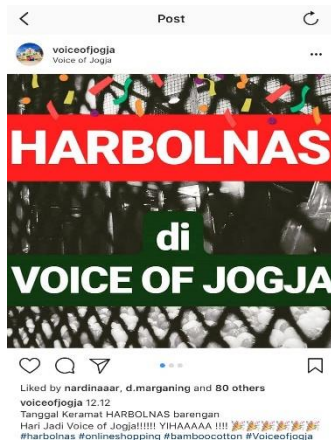 Post
voiceofjogja
Voice of Jogja
HARBOLNAS
di
VOICE OF JOGJA
Liked by nardinaaar, d.marganing and 80 others
voiceofjogja 12.12
Tanggal Keramat HARBOLNAS barengan
Hari Jadi Voice of Jogja!!!!!! YIHAAAAA !!!! 🎉🎉🎉🎉🎉🎉
#harbolnas #onlineshopping #bamboocotton #Voiceofjogja